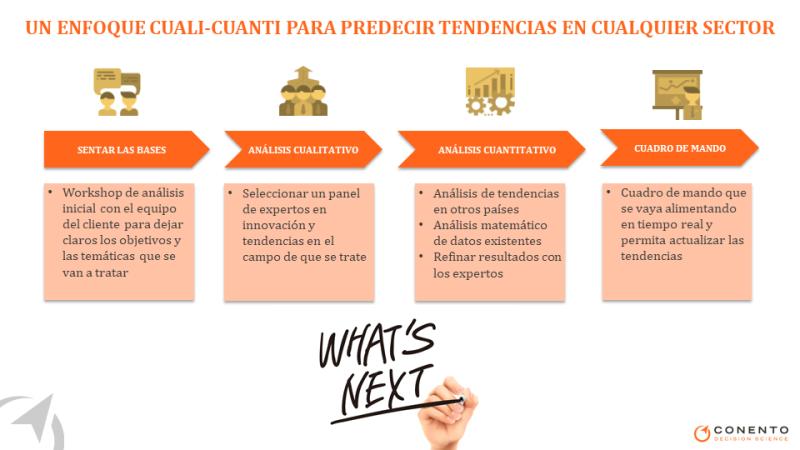 UN ENFOQUE CUALI-CUANTI PARA PREDECIR TENDENCIAS EN CUALQUIER SECTOR
SENTAR LAS BASES
• Workshop de análisis
inicial con el equipo
del cliente para dejar
claros los objetivos y
las temáticas que se
van a tratar
ANÁLISIS CUALITATIVO
• Seleccionar un panel
de expertos en
innovación y
tendencias en el
campo de que se trate
ANÁLISIS CUANTITATIVO
• Análisis de tendencias
en otros países
• Análisis matemático
de datos existentes
• Refinar resultados con
los expertos
CUADRO DE MANDO
• Cuadro de mando que
se vaya alimentando
en tiempo real y
permita actualizar las
tendencias
WHAT'S
NEXT
CONENTO
DECISION SCIENCE